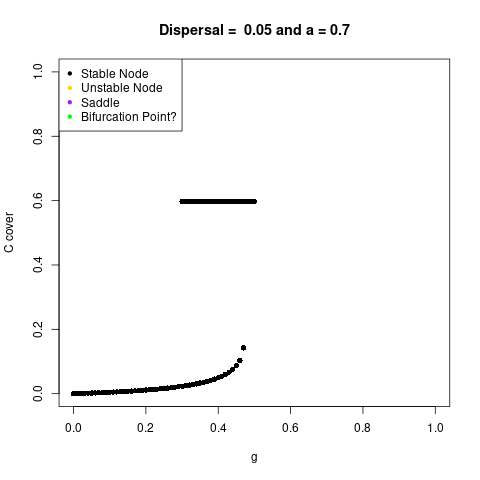 Dispersal = 0.05 and a = 0.7
Stable Node
Unstable Node
Saddle
Bifurcation Point?
C cover
1.0
0.8
0.6
0.4
0.2
0.0
0.0 0.2 0.4 0.6 0.8 1.0
g